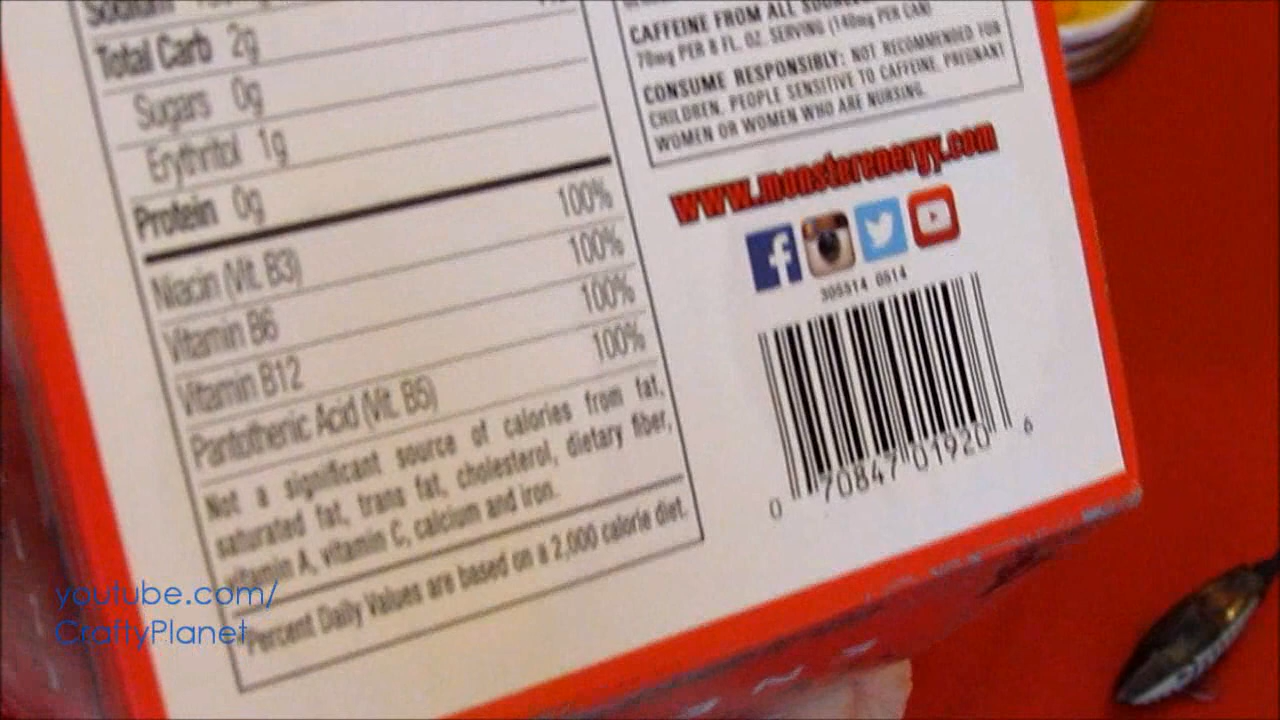 Sodium
Total Carb 2g
Sugars 0g
Erythritol 1g
Protein 0g
Niacin (Vit. B3) 100%
Vitamin B6 100%
Vitamin B12 100%
Pantothenic Acid (Vit. B5) 100%
Not a significant source of calories from fat,
saturated fat, trans fat, cholesterol, dietary fiber,
vitamin A, vitamin C, calcium and iron.
*Percent Daily Values are based on a 2,000 calorie diet.
CAFFEINE FROM ALL SOURCES
70mg PER 8 FL. OZ. SERVING (140mg PER CAN)
CONSUME RESPONSIBLY: NOT RECOMMENDED FOR
CHILDREN, PEOPLE SENSITIVE TO CAFFEINE, PREGNANT
WOMEN OR WOMEN WHO ARE NURSING.
www.monsterenergy.com
305514 0514
0 70847 01920 6
youtube.com/
CraftyPlanet